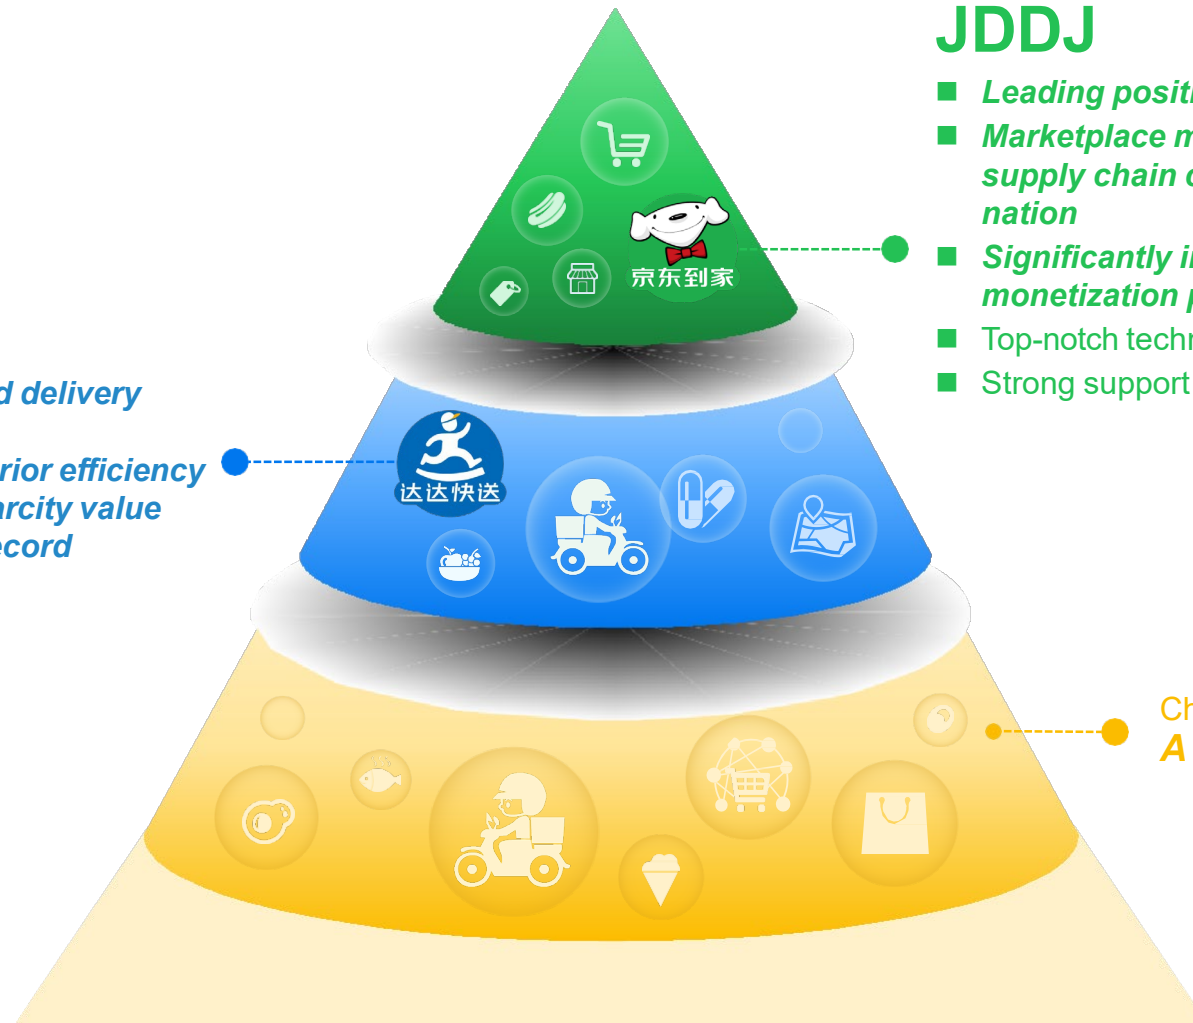 JDDJ
Leading positi
Marketplace m
supply chain c
nation
Significantly i
monetization p
Top-notch techn
Strong support
京东到家
d delivery
rior efficiency
arcity value
ecord
达达快送
Ch
A